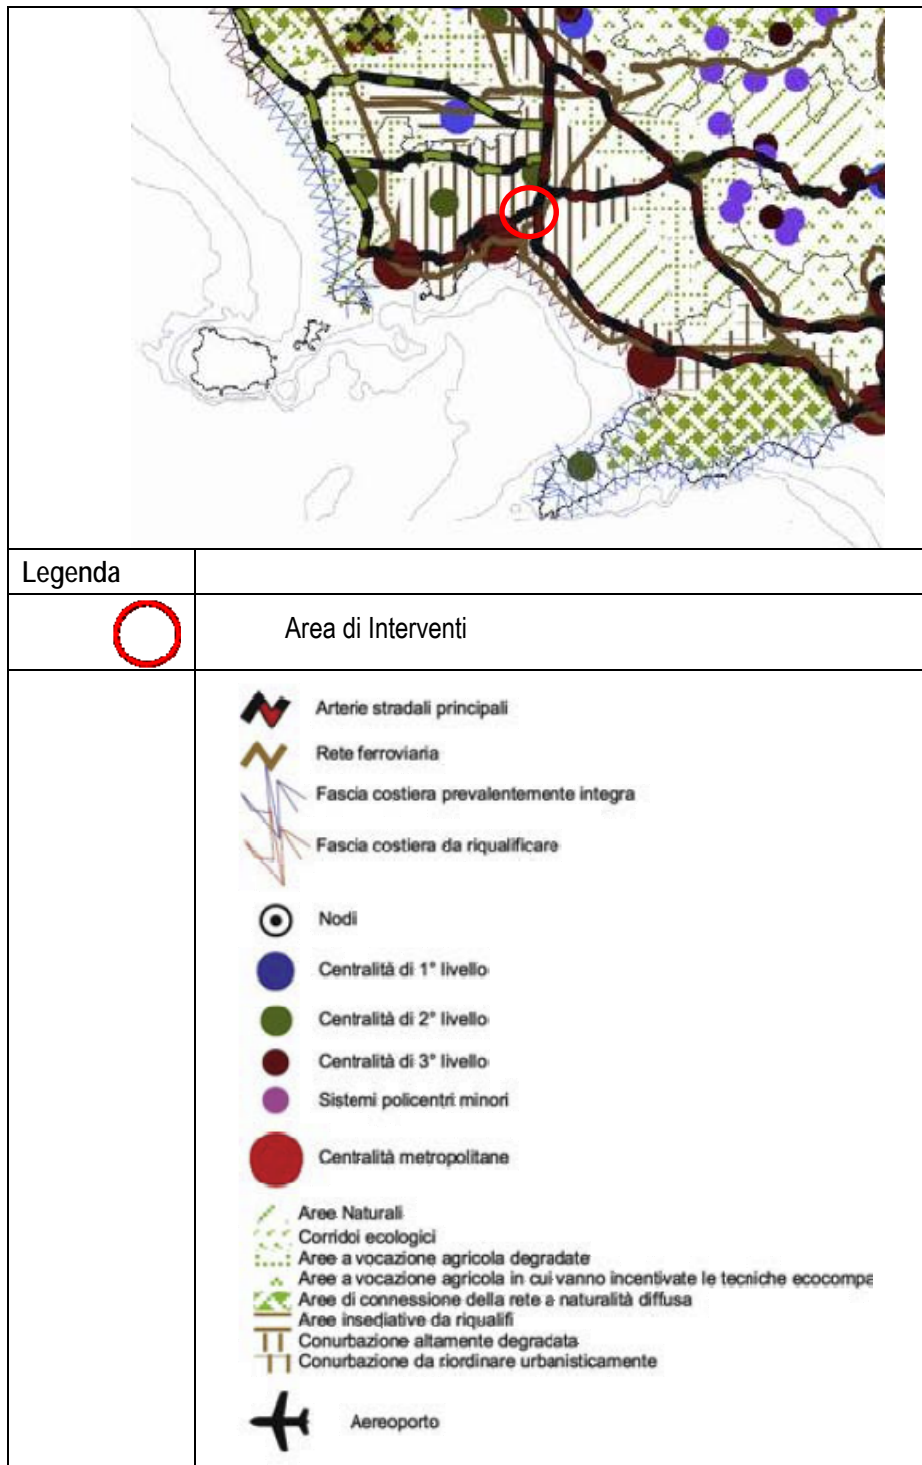 Legenda
Area di Interventi
Arterie stradali principali
Rete ferroviaria
Fascia costiera prevalentemente integra
Fascia costiera da riqualificare
Nodi
Centralità di 1° livello
Centralità di 2° livello
Centralità di 3° livello
Sistemi policentri minori
Centralità metropolitane
Aree Naturali
Corridoi ecologici
Aree a vocazione agricola degradate
Aree a vocazione agricola in cui vanno incentivate le tecniche ecocompa
Aree di connessione della rete a naturalità diffusa
Aree insediative da riqualifi
Conurbazione altamente degradata
Conurbazione da riordinare urbanisticamente
Aereoporto